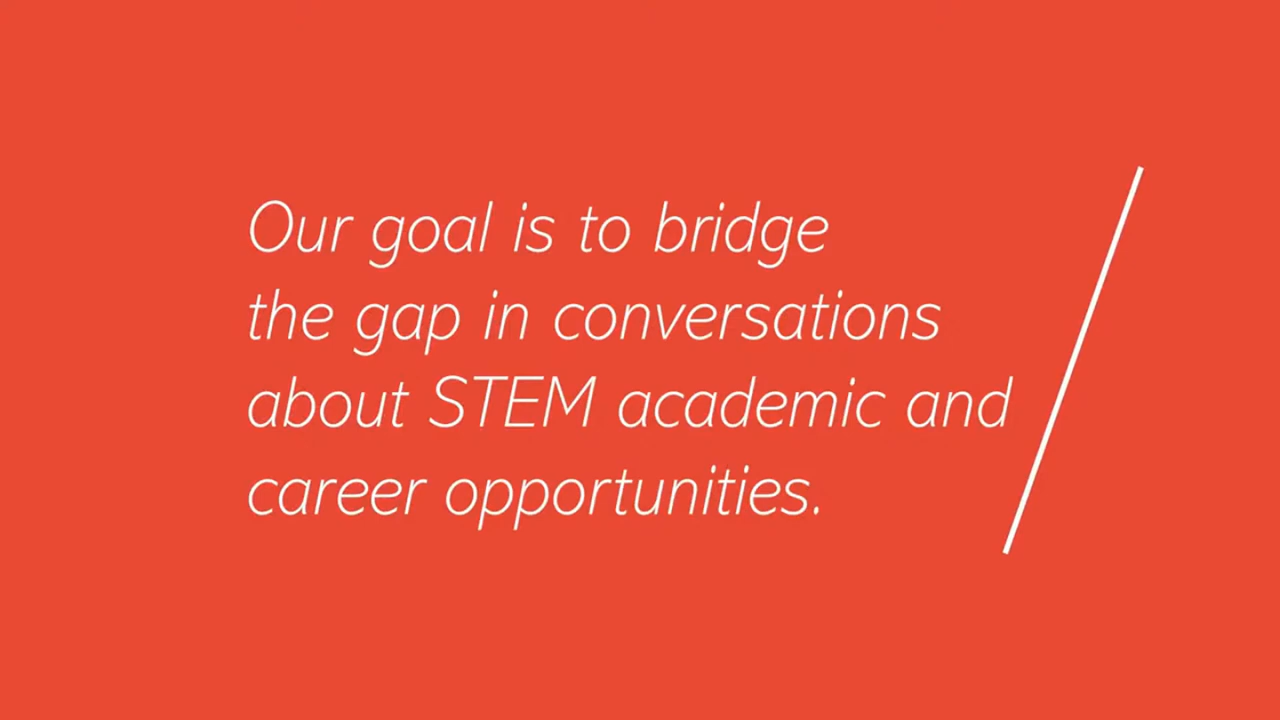 Our goal is to bridge
the gap in conversations
about STEM academic and
career opportunities.